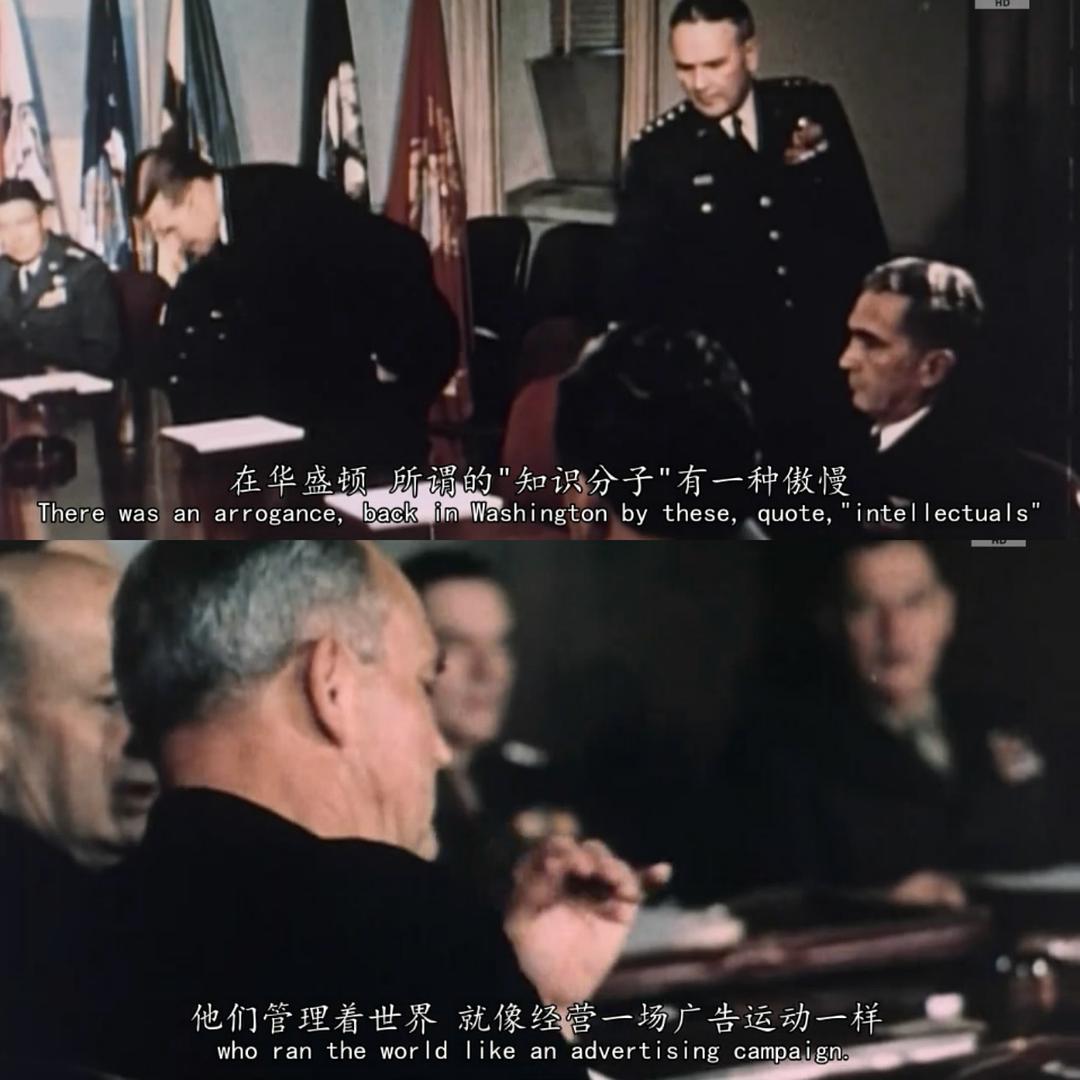 HD
在华盛顿 所谓的"知识分子"有一种傲慢
There was an arrogance, back in Washington by these, quote,"intellectuals"
HD
他们管理着世界 就像经营一场广告运动一样
who ran the world like an advertising campaign.